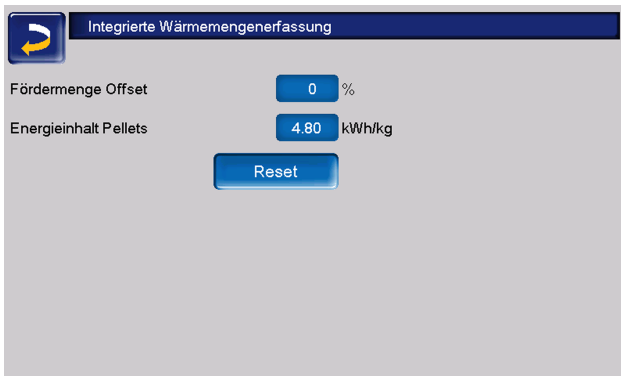 Integrierte Wärmemengenerfassung
Fördermenge Offset 0 %
Energieinhalt Pellets 4.80 kWh/kg
Reset